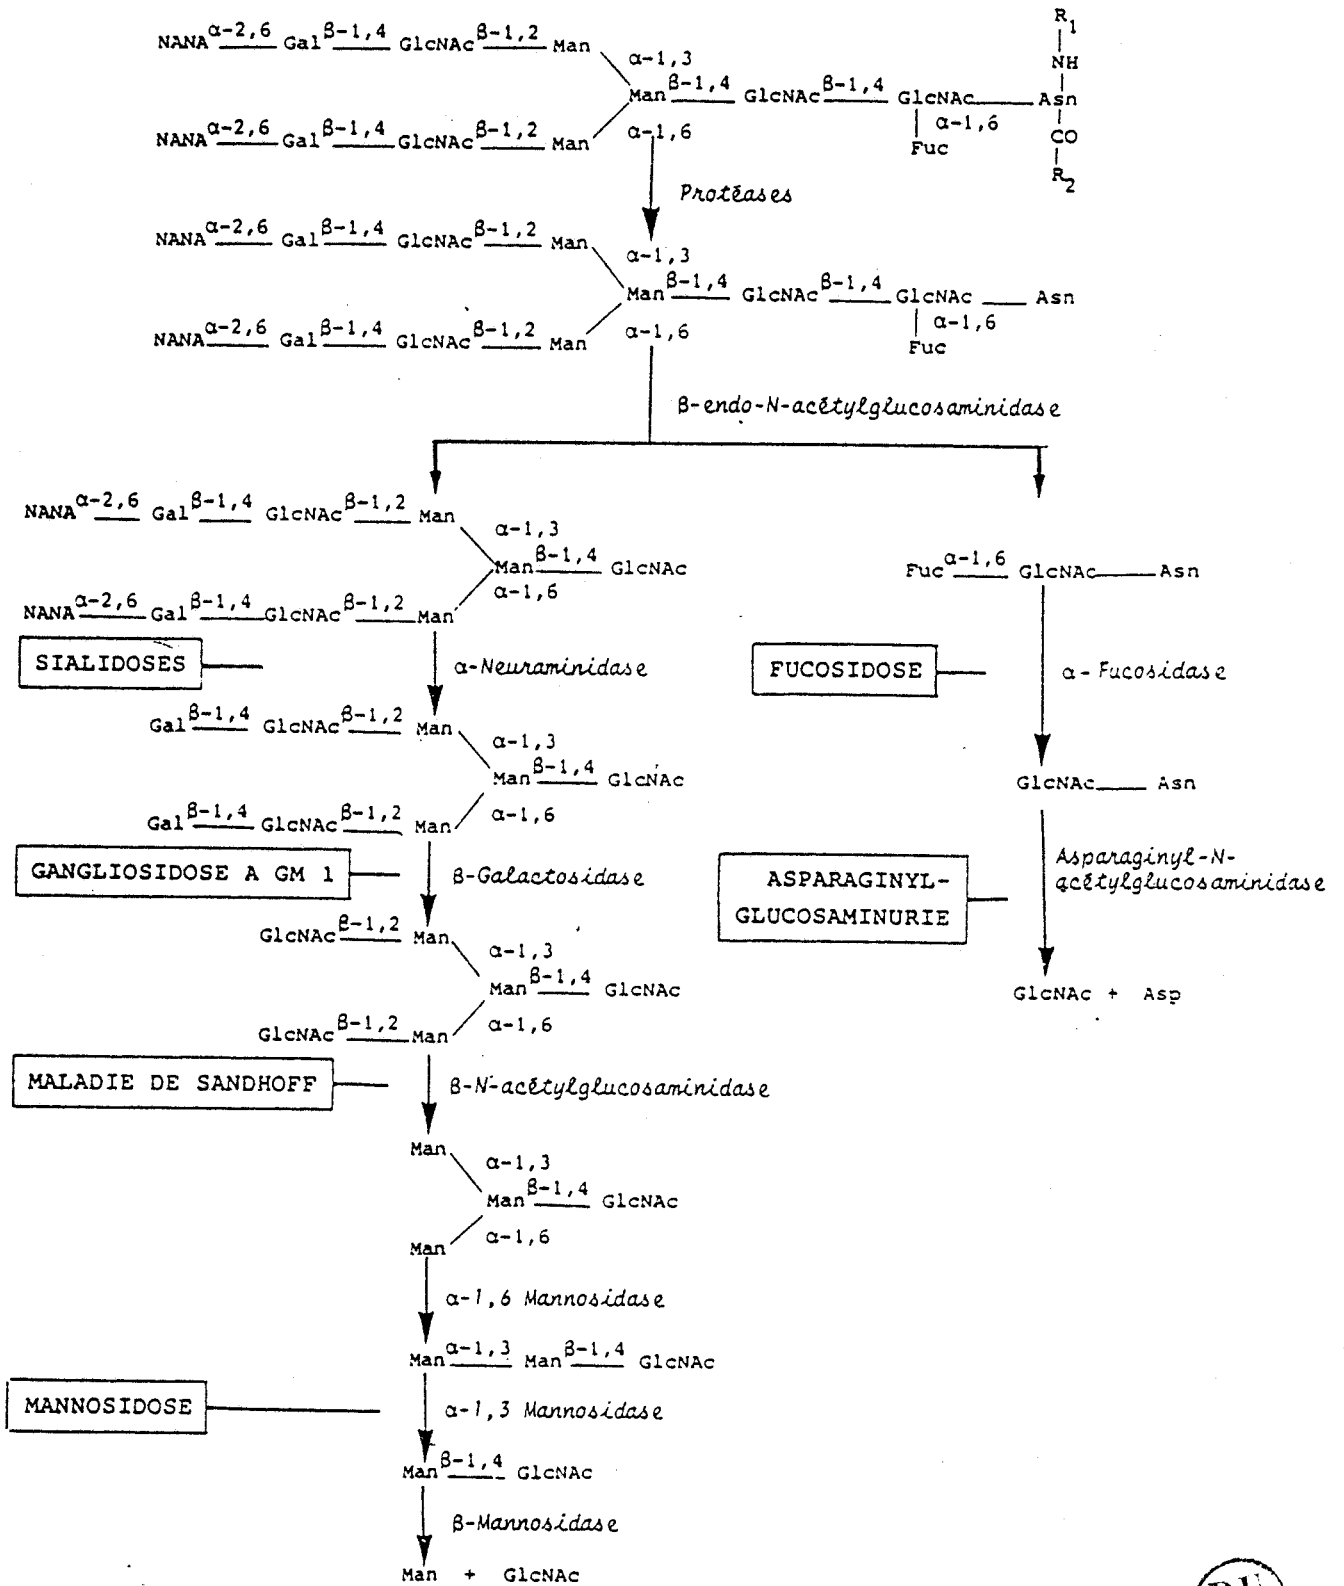 R1
NANA α-2,6 Gal β-1,4 GlcNAc β-1,2 Man
NH
α-1,3
Man β-1,4 GlcNAc β-1,4 GlcNAc Asn
NANA α-2,6 Gal β-1,4 GlcNAc β-1,2 Man
α-1,6
α-1,6
CO
Fuc
R2
Protéases
NANA α-2,6 Gal β-1,4 GlcNAc β-1,2 Man
α-1,3
Man β-1,4 GlcNAc β-1,4 GlcNAc Asn
NANA α-2,6 Gal β-1,4 GlcNAc β-1,2 Man
α-1,6
α-1,6
Fuc
β-endo-N-acétylglucosaminidase
NANA α-2,6 Gal β-1,4 GlcNAc β-1,2 Man
α-1,3
Man β-1,4 GlcNAc
α-1,6
NANA α-2,6 Gal β-1,4 GlcNAc β-1,2 Man
Fuc α-1,6 GlcNAc Asn
SIALIDOSES
α-Neuraminidase
FUCOSIDOSE
α- Fucosidase
Gal β-1,4 GlcNAc β-1,2 Man
α-1,3
Man β-1,4 GlcNAc
α-1,6
Gal β-1,4 GlcNAc β-1,2 Man
GlcNAc Asn
GANGLIOSIDOSE A GM 1
β-Galactosidase
ASPARAGINYL-
GLUCOSAMINURIE
Asparaginyl-N-
acétylglucosaminidase
GlcNAc β-1,2 Man
α-1,3
Man β-1,4 GlcNAc
α-1,6
GlcNAc β-1,2 Man
GlcNAc + Asp
MALADIE DE SANDHOFF
β-N-acétylglucosaminidase
Man
α-1,3
Man β-1,4 GlcNAc
α-1,6
Man
α-1,6 Mannosidase
Man α-1,3 Man β-1,4 GlcNAc
MANNOSIDOSE
α-1,3 Mannosidase
Man β-1,4 GlcNAc
β-Mannosidase
Man + GlcNAc